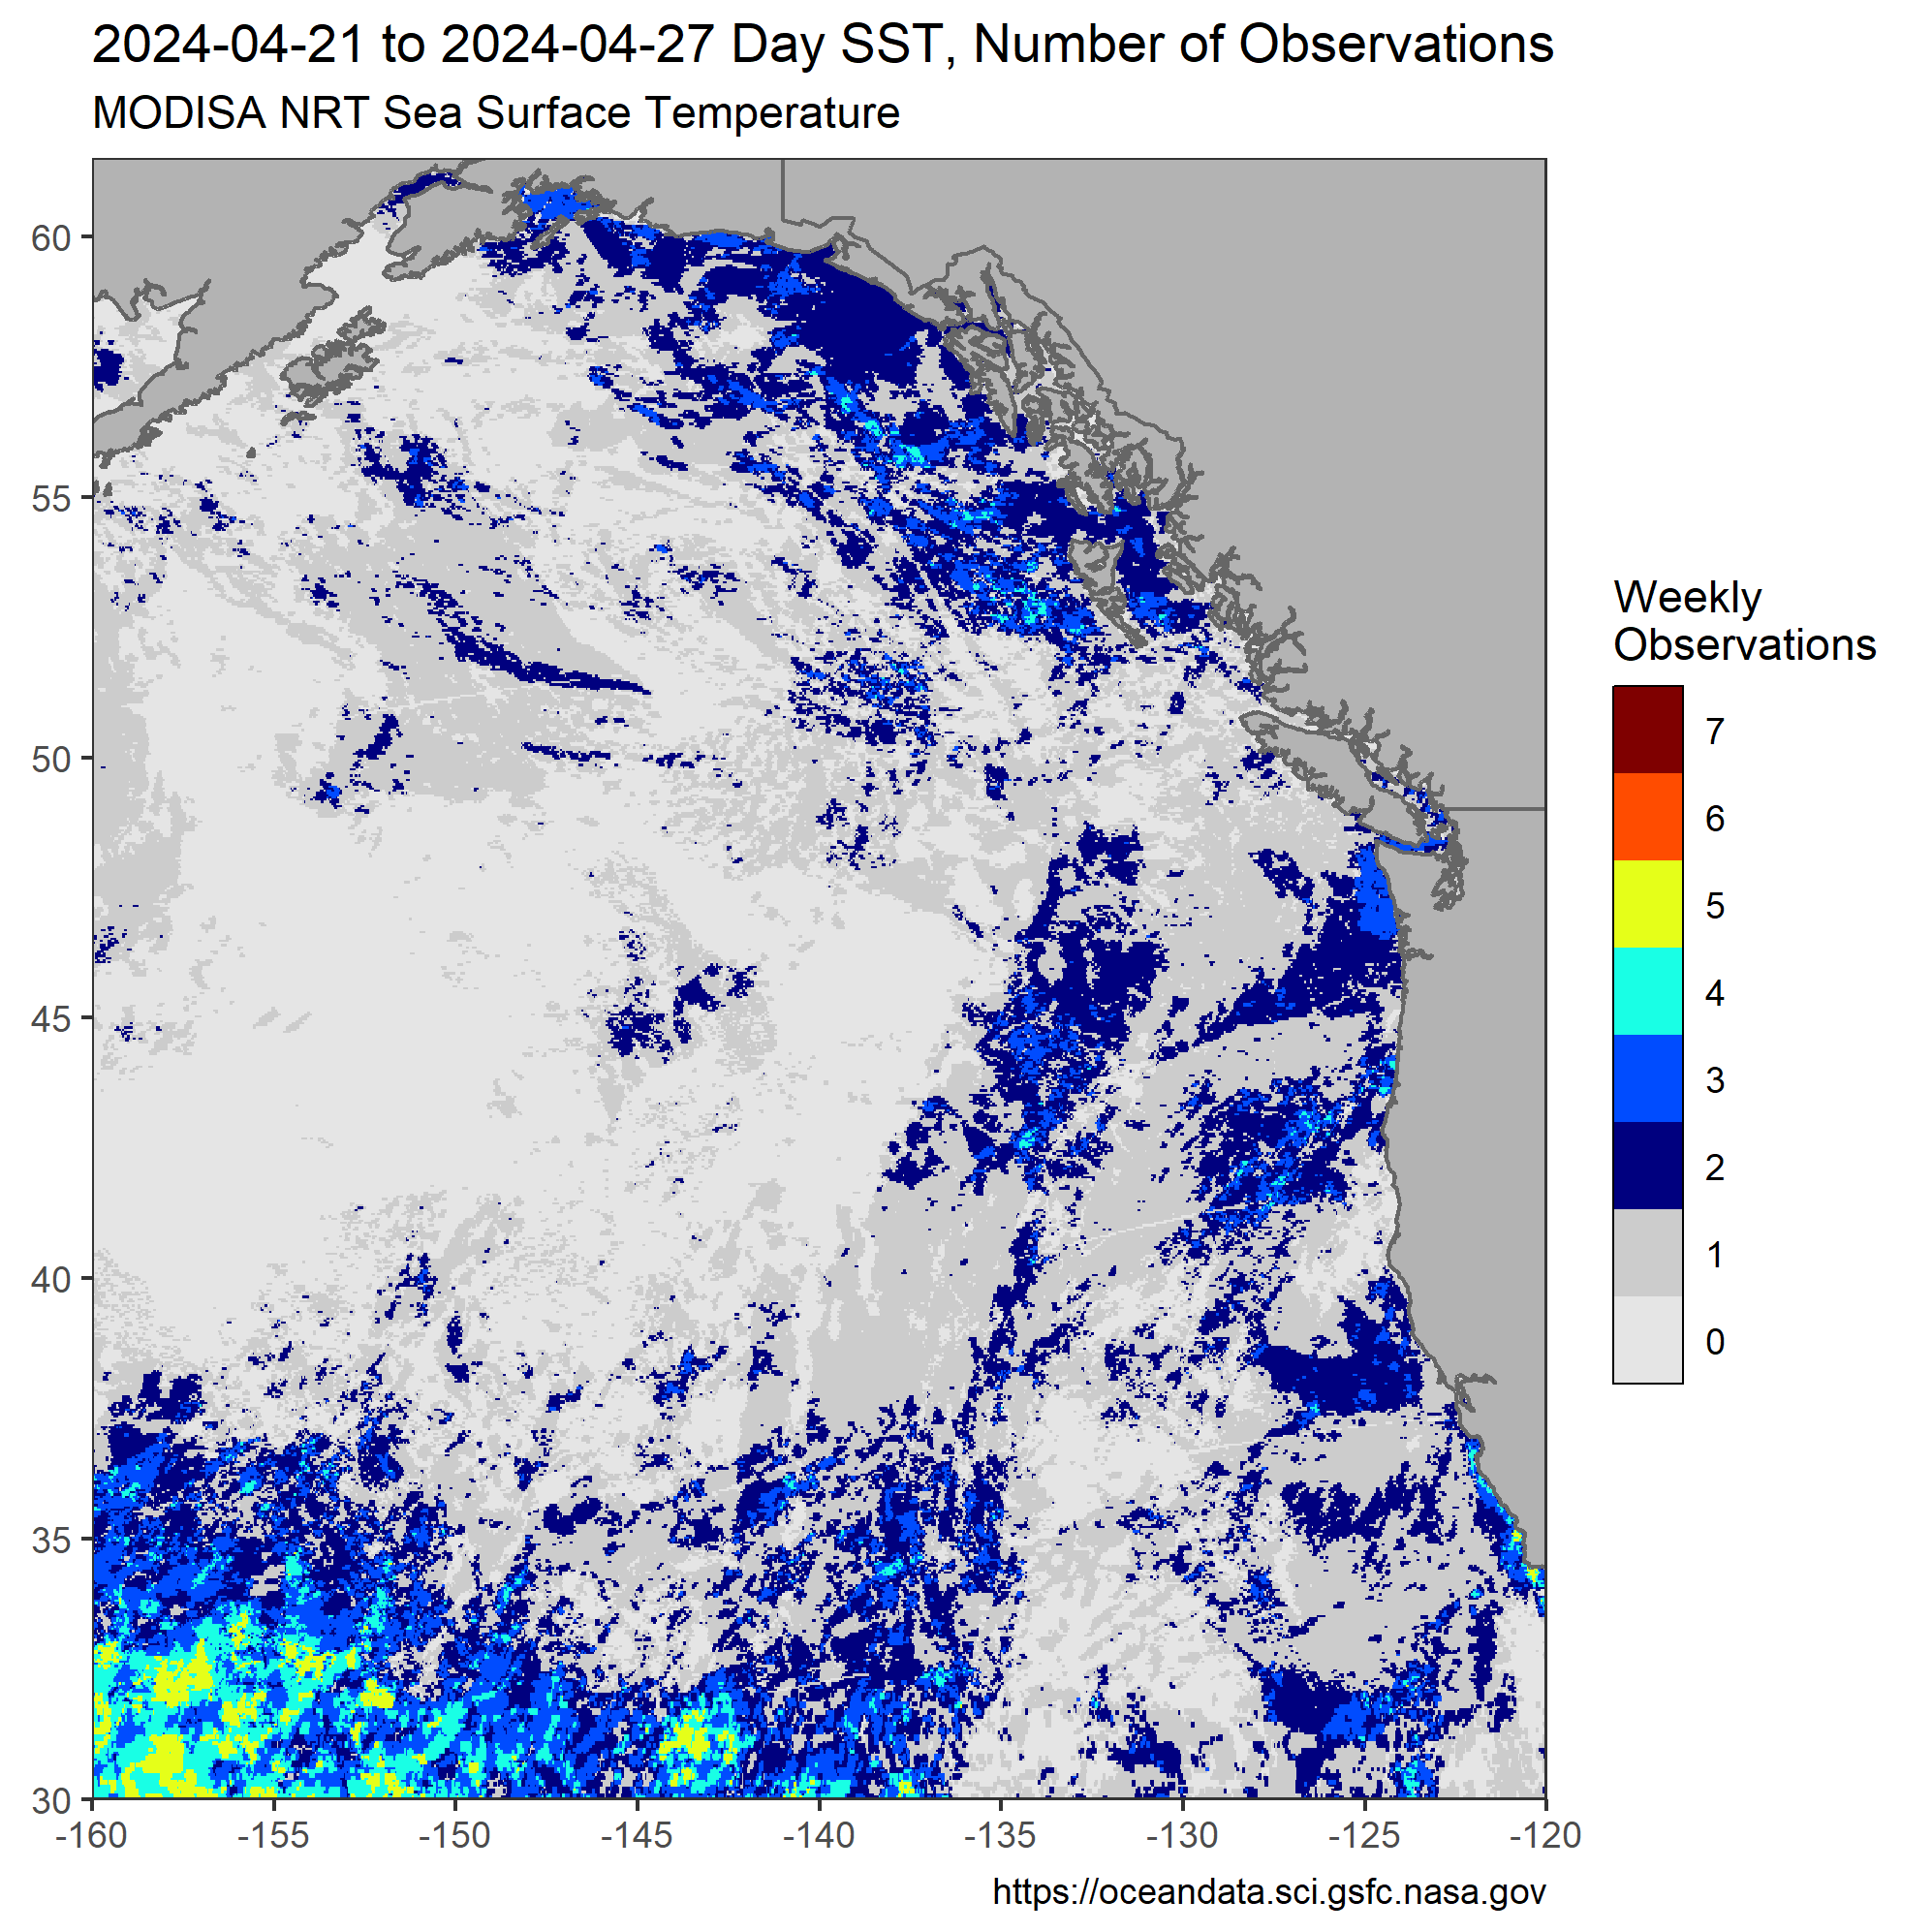 2024-04-21 to 2024-04-27 Day SST, Number of Observations
MODISA NRT Sea Surface Temperature
60
55
50
45
40
35
30
-160 -155 -150 -145 -140 -135 -130 -125 -120
Weekly
Observations
7
6
5
4
3
2
1
0
https://oceandata.sci.gsfc.nasa.gov